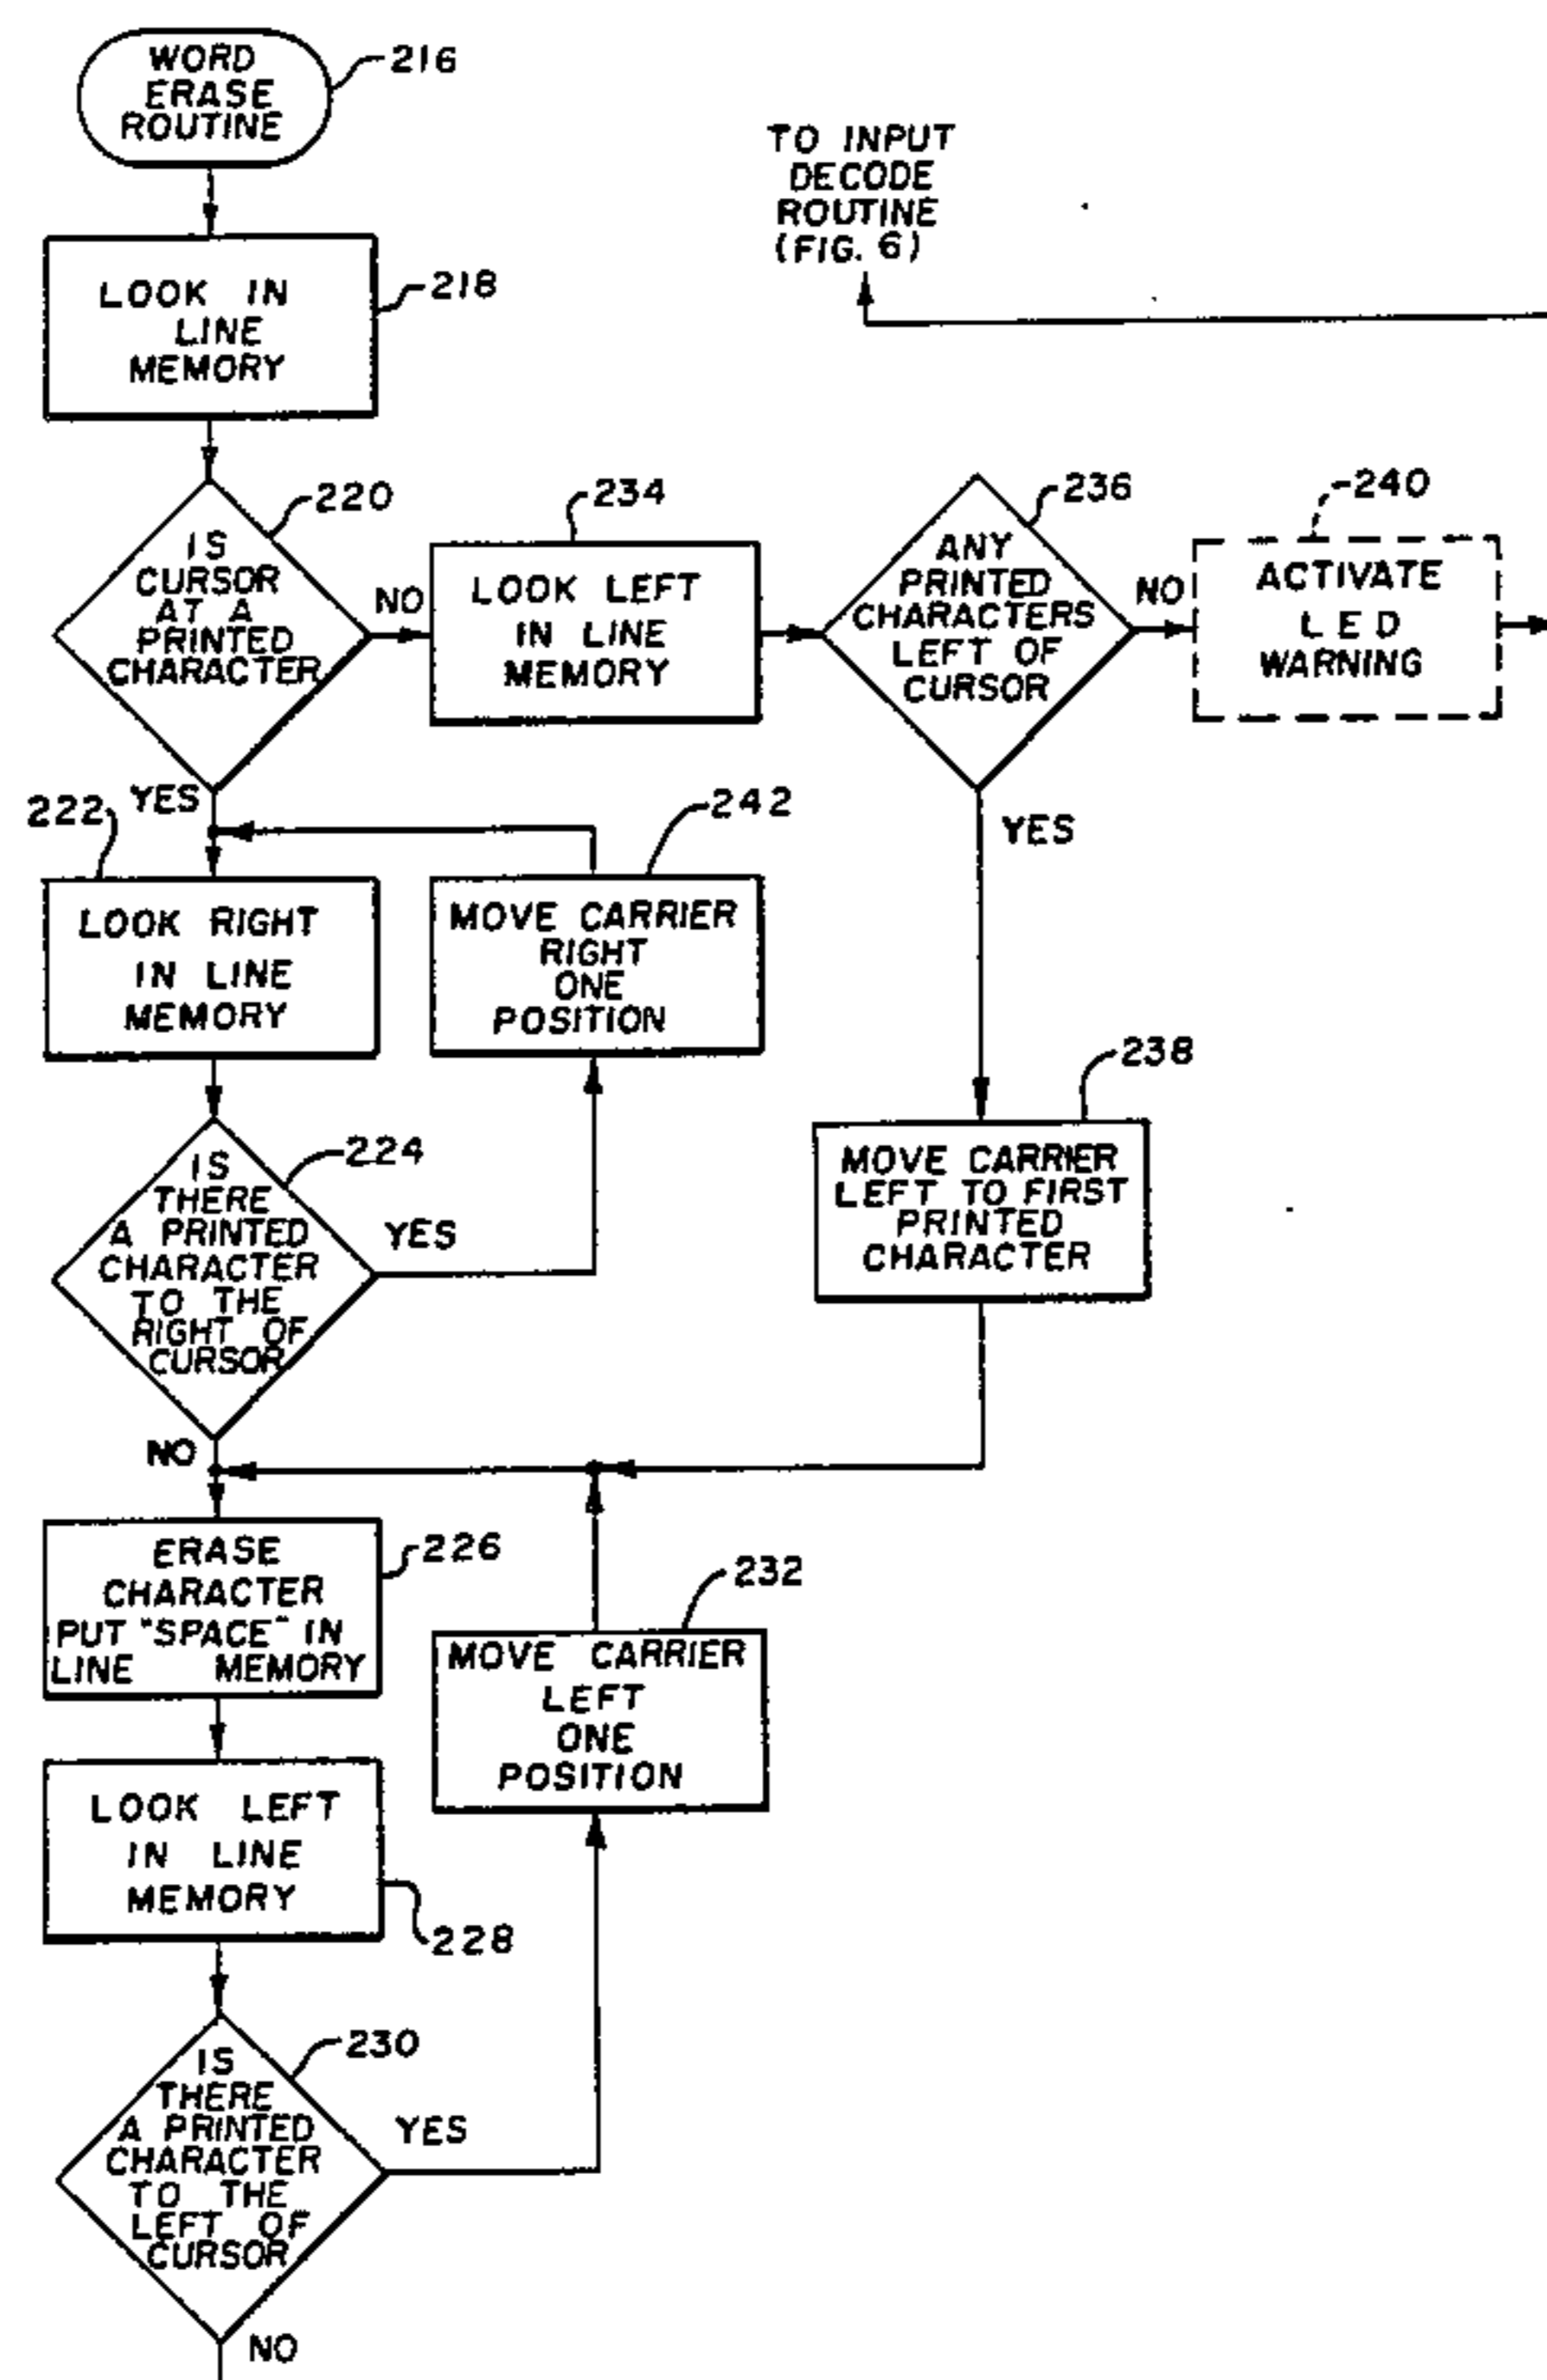 WORD
ERASE
ROUTINE
216
TO INPUT
DECODE
ROUTINE
(FIG. 6)
LOOK IN
LINE
MEMORY
218
IS
CURSOR
AT A
PRINTED
CHARACTER
220
NO
YES
234
LOOK LEFT
IN LINE
MEMORY
236
ANY
PRINTED
CHARACTERS
LEFT OF
CURSOR
NO
YES
240
ACTIVATE
LED
WARNING
222
LOOK RIGHT
IN LINE
MEMORY
242
MOVE CARRIER
RIGHT
ONE
POSITION
238
MOVE CARRIER
LEFT TO FIRST
PRINTED
CHARACTER
224
IS
THERE
A PRINTED
CHARACTER
TO THE
RIGHT OF
CURSOR
YES
NO
ERASE
CHARACTER
PUT "SPACE" IN
LINE MEMORY
226
232
MOVE CARRIER
LEFT
ONE
POSITION
LOOK LEFT
IN LINE
MEMORY
228
230
IS
THERE
A PRINTED
CHARACTER
TO THE
LEFT OF
CURSOR
YES
NO